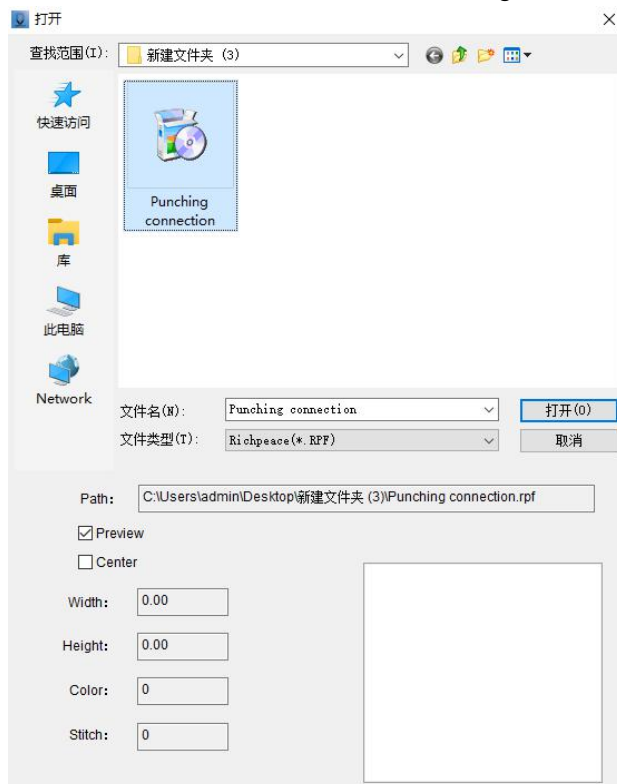 打开
查找范围(I):
新建文件夹 (3)
快速访问
桌面
库
此电脑
Network
Punching
connection
文件名(N): Punching connection 打开(O)
文件类型(T): Richpeace(*.RPF) 取消
Path: C:\Users\admin\Desktop\新建文件夹 (3)\Punching connection.rpf
Preview
Center
Width: 0.00
Height: 0.00
Color: 0
Stitch: 0